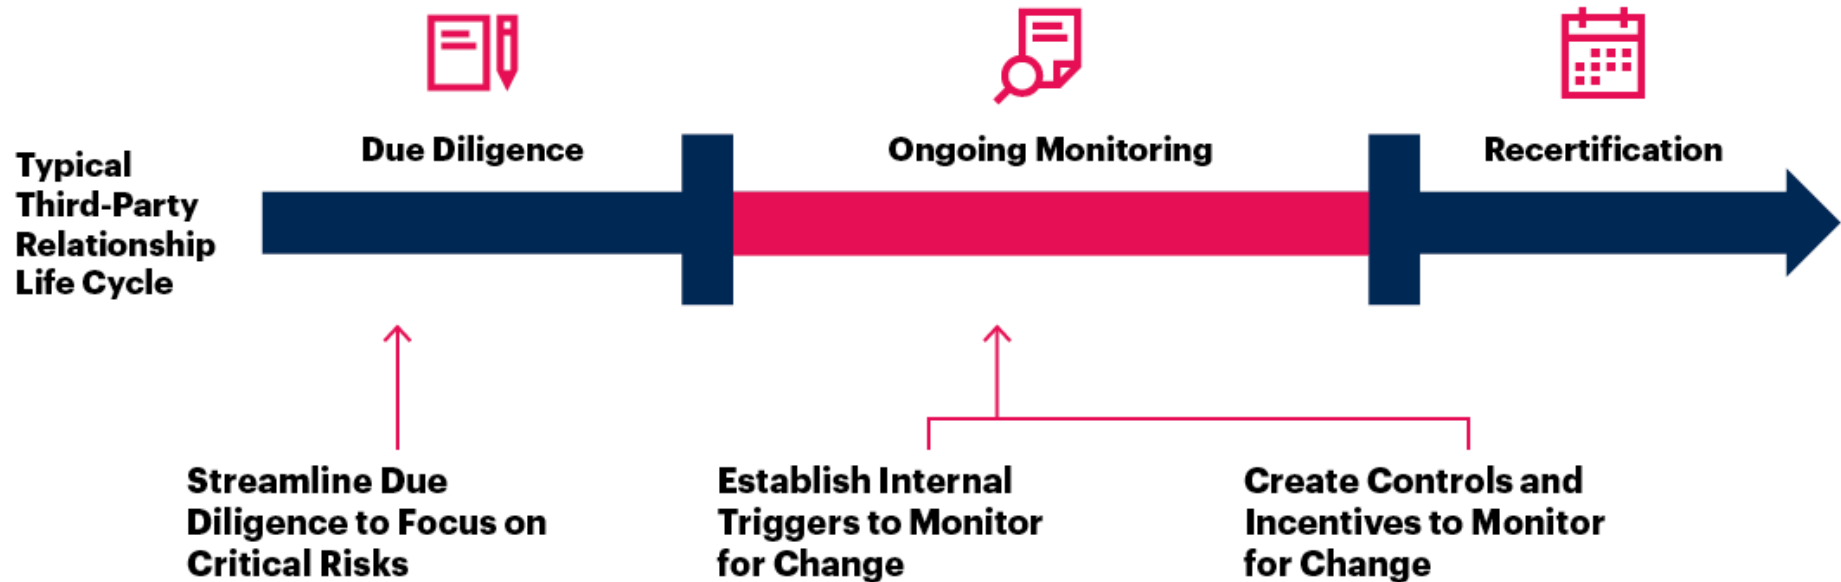 Due Diligence
Ongoing Monitoring
Recertification
Typical
Third-Party
Relationship
Life Cycle
Streamline Due
Diligence to Focus on
Critical Risks
Establish Internal
Triggers to Monitor
for Change
Create Controls and
Incentives to Monitor
for Change